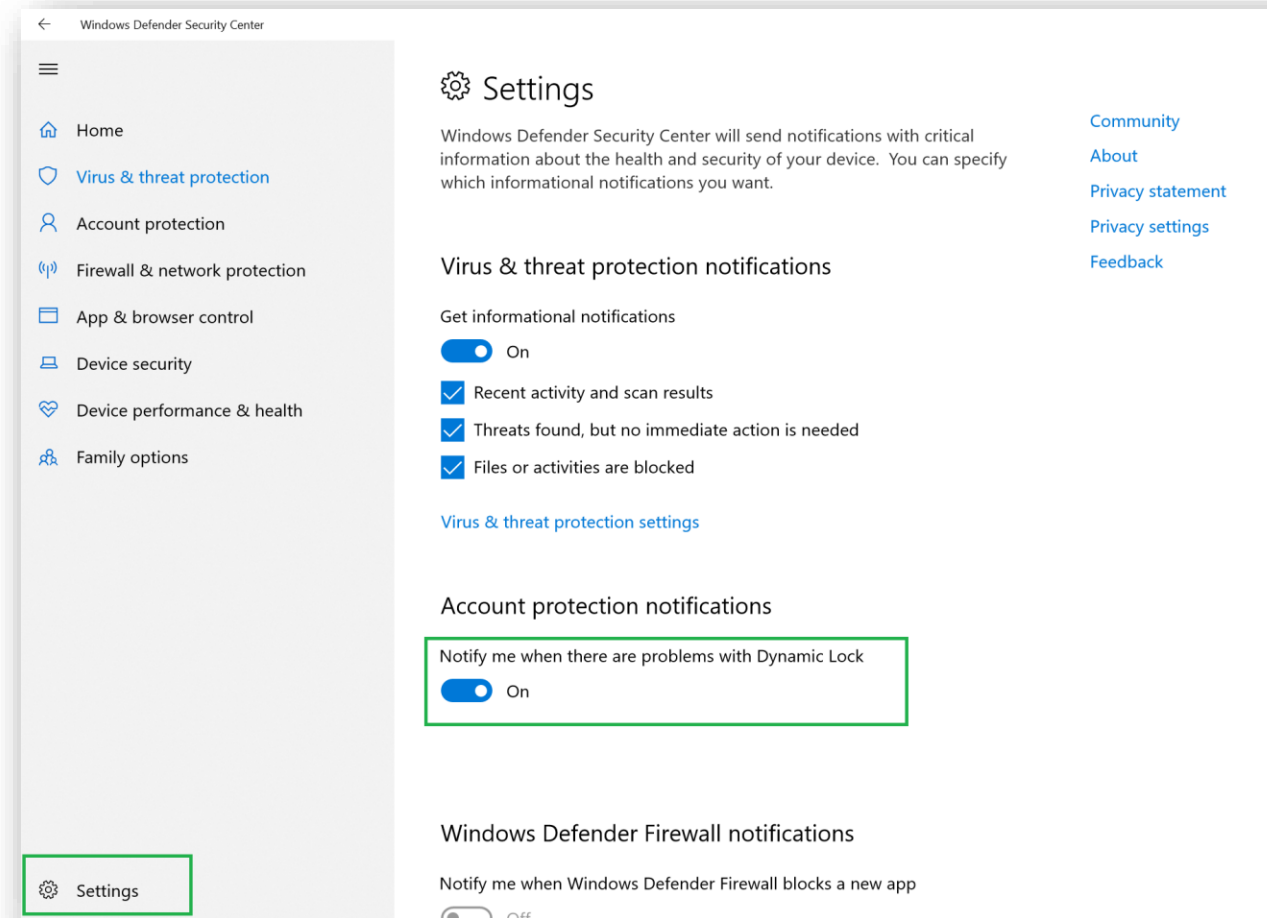 Windows Defender Security Center
Home
Virus & threat protection
Account protection
Firewall & network protection
App & browser control
Device security
Device performance & health
Family options
Settings
Settings
Windows Defender Security Center will send notifications with critical
information about the health and security of your device. You can specify
which informational notifications you want.
Virus & threat protection notifications
Get informational notifications
On
Recent activity and scan results
Threats found, but no immediate action is needed
Files or activities are blocked
Virus & threat protection settings
Account protection notifications
Notify me when there are problems with Dynamic Lock
On
Windows Defender Firewall notifications
Notify me when Windows Defender Firewall blocks a new app
Off
Community
About
Privacy statement
Privacy settings
Feedback